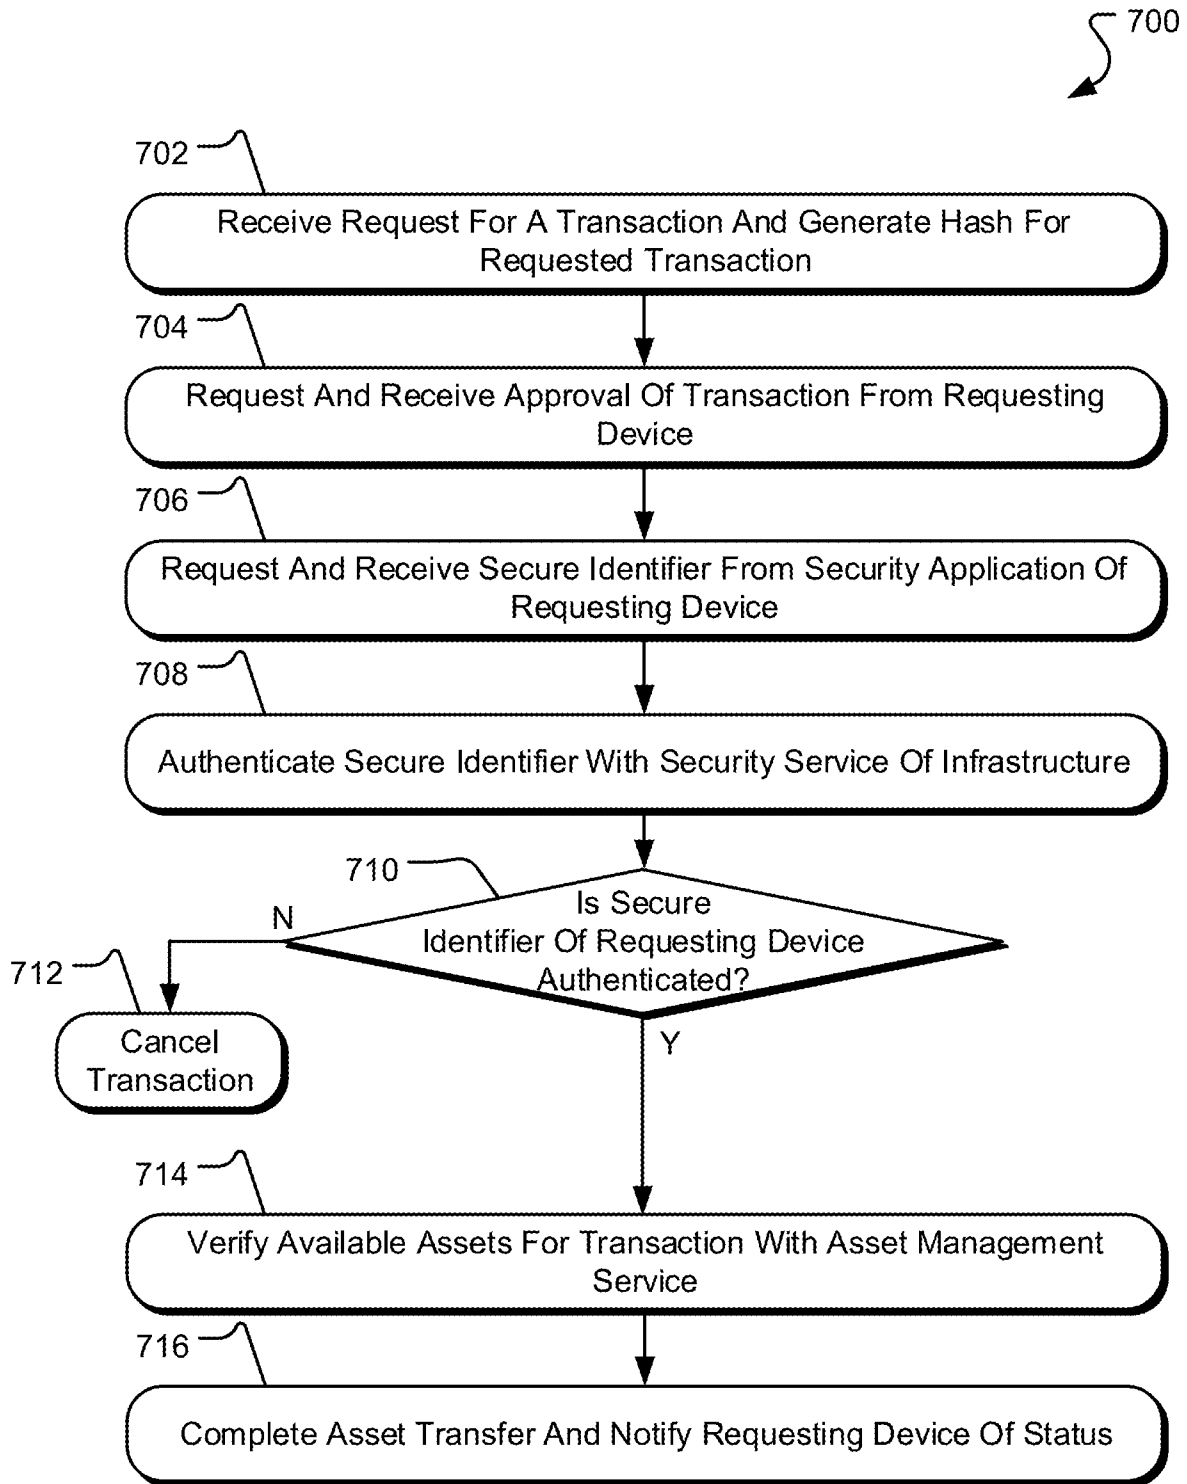 700
702
Receive Request For A Transaction And Generate Hash For
Requested Transaction
704
Request And Receive Approval Of Transaction From Requesting
Device
706
Request And Receive Secure Identifier From Security Application Of
Requesting Device
708
Authenticate Secure Identifier With Security Service Of Infrastructure
710
Is Secure
Identifier Of Requesting Device
Authenticated?
N
712
Cancel
Transaction
Y
714
Verify Available Assets For Transaction With Asset Management
Service
716
Complete Asset Transfer And Notify Requesting Device Of Status